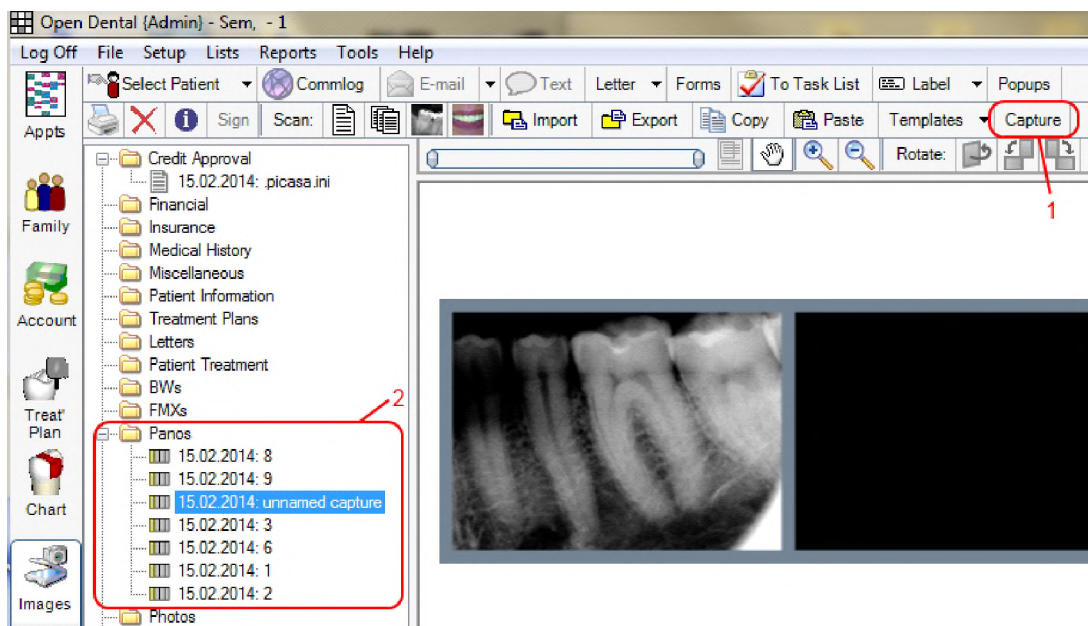 Open Dental {Admin} - Sem, - 1
Log Off File Setup Lists Reports Tools Help
Select Patient Commlog E-mail Text Letter Forms To Task List Label Popups
Scan: Sign Import Export Copy Paste Templates Capture
Rotate:
1
Appts
Family
Account
Treat'
Plan
Chart
Images
Credit Approval
15.02.2014: .picasa.ini
Financial
Insurance
Medical History
Miscellaneous
Patient Information
Treatment Plans
Letters
Patient Treatment
BWs
FMXs
2
Panos
15.02.2014: 8
15.02.2014: 9
15.02.2014: unnamed capture
15.02.2014: 3
15.02.2014: 6
15.02.2014: 1
15.02.2014: 2
Photos